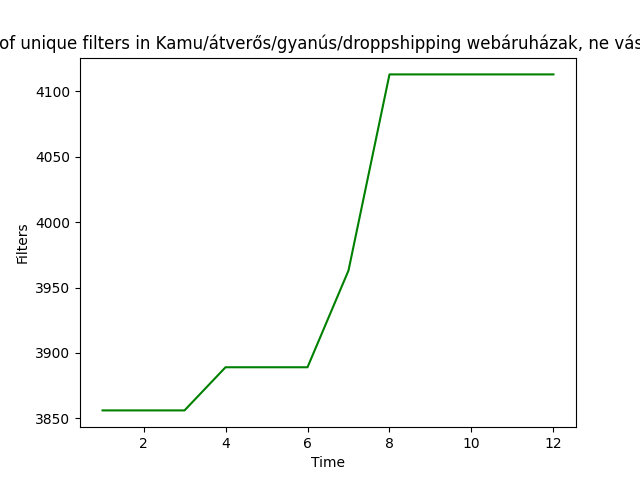 of unique filters in Kamu/átverős/gyanús/droppshipping webáruházak, ne vás
4100
4050
4000
3950
3900
3850
Filters
2 4 6 8 10 12
Time